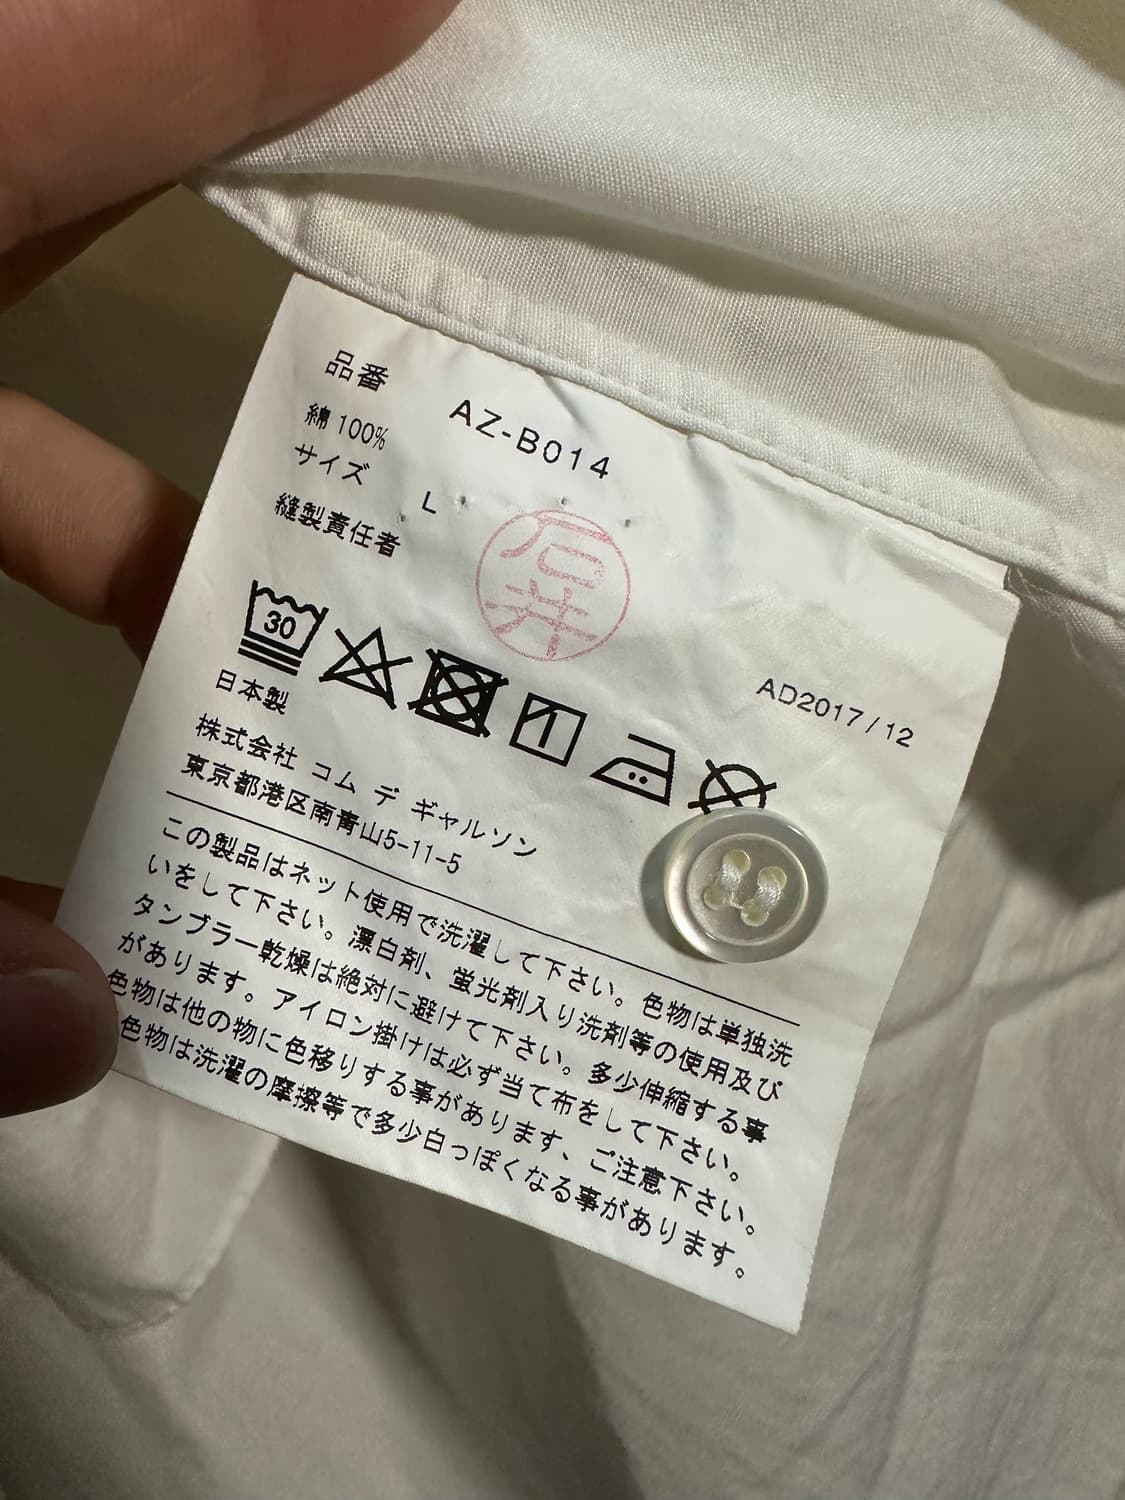 品番 AZ-B014
綿 100%
サイズ L
縫製責任者
石井
30
AD2017/12
日本製
株式会社 コム デ ギャルソン
東京都港区南青山5-11-5
この製品はネット使用で洗濯して下さい。色物は単独洗
いをして下さい。漂白剤、蛍光剤入り洗剤等の使用及び
タンブラー乾燥は絶対に避けて下さい。多少伸縮する事
があります。アイロン掛けは必ず当て布をして下さい。
色物は他の物に色移りする事があります、ご注意下さい。
色物は洗濯の摩擦等で多少白っぽくなる事があります。